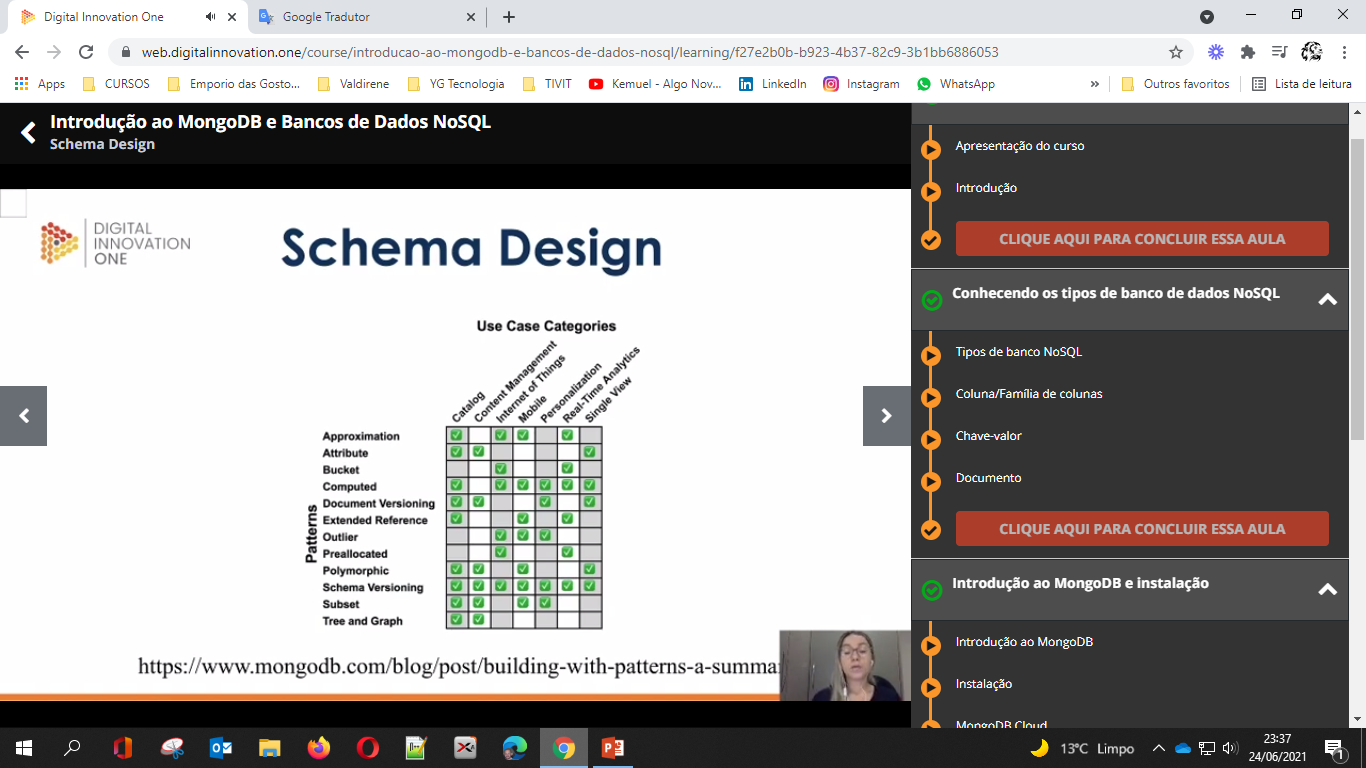 Digital Innovation One
Google Tradutor
web.digitalinnovation.one/course/introducao-ao-mongodb-e-bancos-de-dados-nosql/learning/f27e2b0b-b923-4b37-82c9-3b1bb6886053
Apps
CURSOS
Emporio das Gosto...
Valdirene
YG Tecnologia
TIVIT
Kemuel - Algo Nov...
LinkedIn
Instagram
WhatsApp
»
Outros favoritos
Lista de leitura
Introdução ao MongoDB e Bancos de Dados NoSQL
Schema Design
DIGITAL
INNOVATION
ONE
Schema Design
Use Case Categories
Catalog
Content Management
Internet of Things
Mobile
Personalization
Real-Time Analytics
Single View
Patterns
Approximation
Attribute
Bucket
Computed
Document Versioning
Extended Reference
Outlier
Preallocated
Polymorphic
Schema Versioning
Subset
Tree and Graph
https://www.mongodb.com/blog/post/building-with-patterns-a-summa
Apresentação do curso
Introdução
CLIQUE AQUI PARA CONCLUIR ESSA AULA
Conhecendo os tipos de banco de dados NoSQL
Tipos de banco NoSQL
Coluna/Família de colunas
Chave-valor
Documento
CLIQUE AQUI PARA CONCLUIR ESSA AULA
Introdução ao MongoDB e instalação
Introdução ao MongoDB
Instalação
MongoDB Cloud
13°C Limpo
23:37
24/06/2021
1